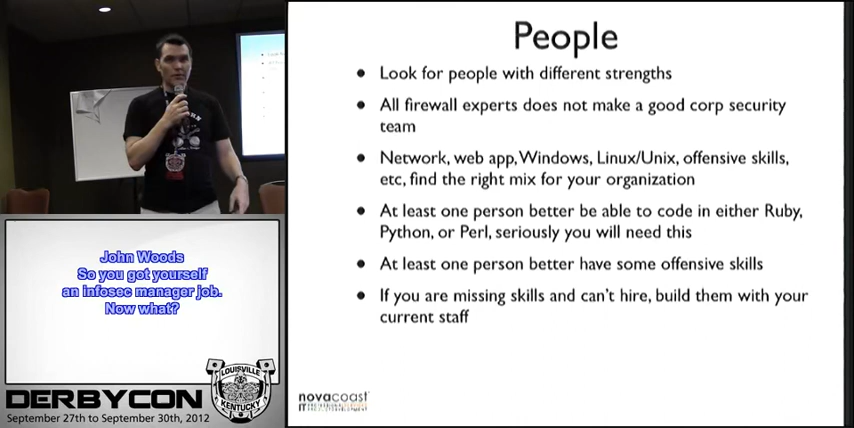 People
• Look for people with different strengths
• All firewall experts does not make a good corp security
team
• Network, web app, Windows, Linux/Unix, offensive skills,
etc, find the right mix for your organization
• At least one person better be able to code in either Ruby,
Python, or Perl, seriously you will need this
• At least one person better have some offensive skills
• If you are missing skills and can't hire, build them with your
current staff
novacoast
IT
John Woods
So you got yourself
an infosec manager job.
Now what?
LOUISVILLE
KENTUCKY
DERBYCON
September 27th to September 30th, 2012